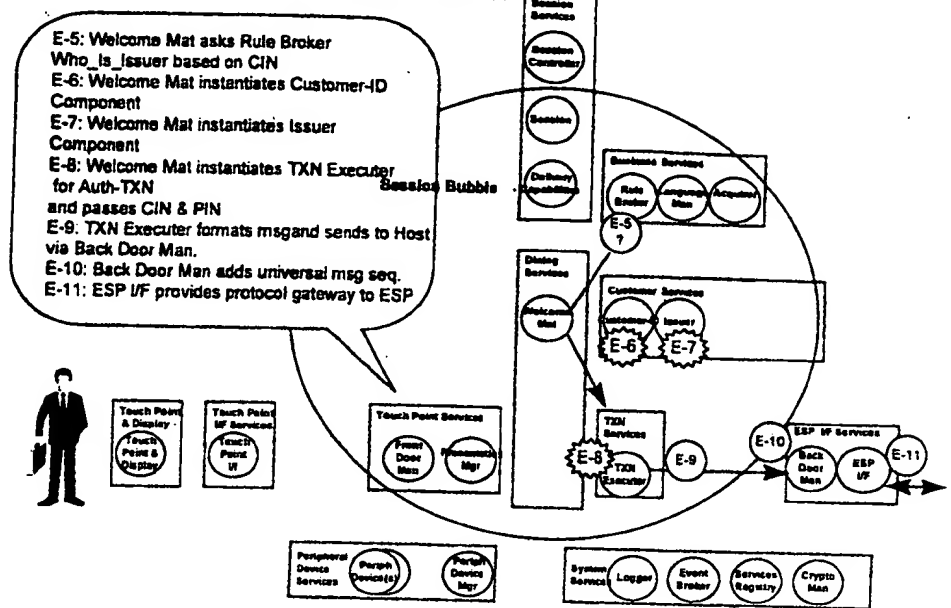 Session
Services
Session
Controller
E-5: Welcome Mat asks Rule Broker
Who_Is_Issuer based on CIN
E-6: Welcome Mat instantiates Customer-ID
Component
E-7: Welcome Mat instantiates Issuer
Component
E-8: Welcome Mat instantiates TXN Executer
for Auth-TXN
and passes CIN & PIN
E-9: TXN Executer formats msgand sends to Host
via Back Door Man.
E-10: Back Door Man adds universal msg seq.
E-11: ESP I/F provides protocol gateway to ESP
Session
Session Bubble
Delivery
Capabilities
Business Services
Rule
Broker
Language
Man
Acquirer
E-5
?
Dialog
Services
Welcome
Mat
Customer Services
Customer-ID
Issuer
E-6
E-7
Touch Point
& Display
Touch
Point &
Display
Touch Point
I/F Services
Touch
Point
I/f
Touch Point Services
Front
Door
Man
Presentation
Mgr
TXN
Services
E-8
TXN
Executer
E-9
E-10
ESP I/F Services
Back
Door
Man
ESP
I/F
E-11
Peripheral
Device
Services
Periph
Device(s)
Periph
Device
Mgr
System
Services
Logger
Event
Broker
Services
Registry
Crypto
Man